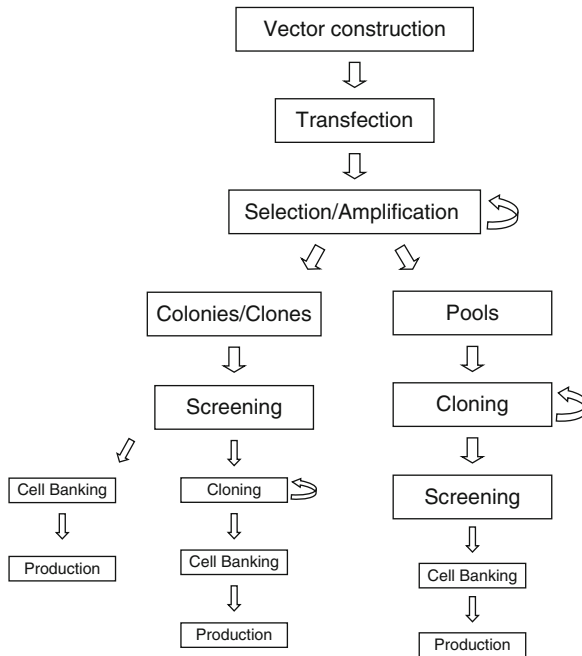 Vector construction
Transfection
Selection/Amplification
Colonies/Clones
Pools
Screening
Cloning
Cell Banking
Cloning
Screening
Production
Cell Banking
Cell Banking
Production
Production